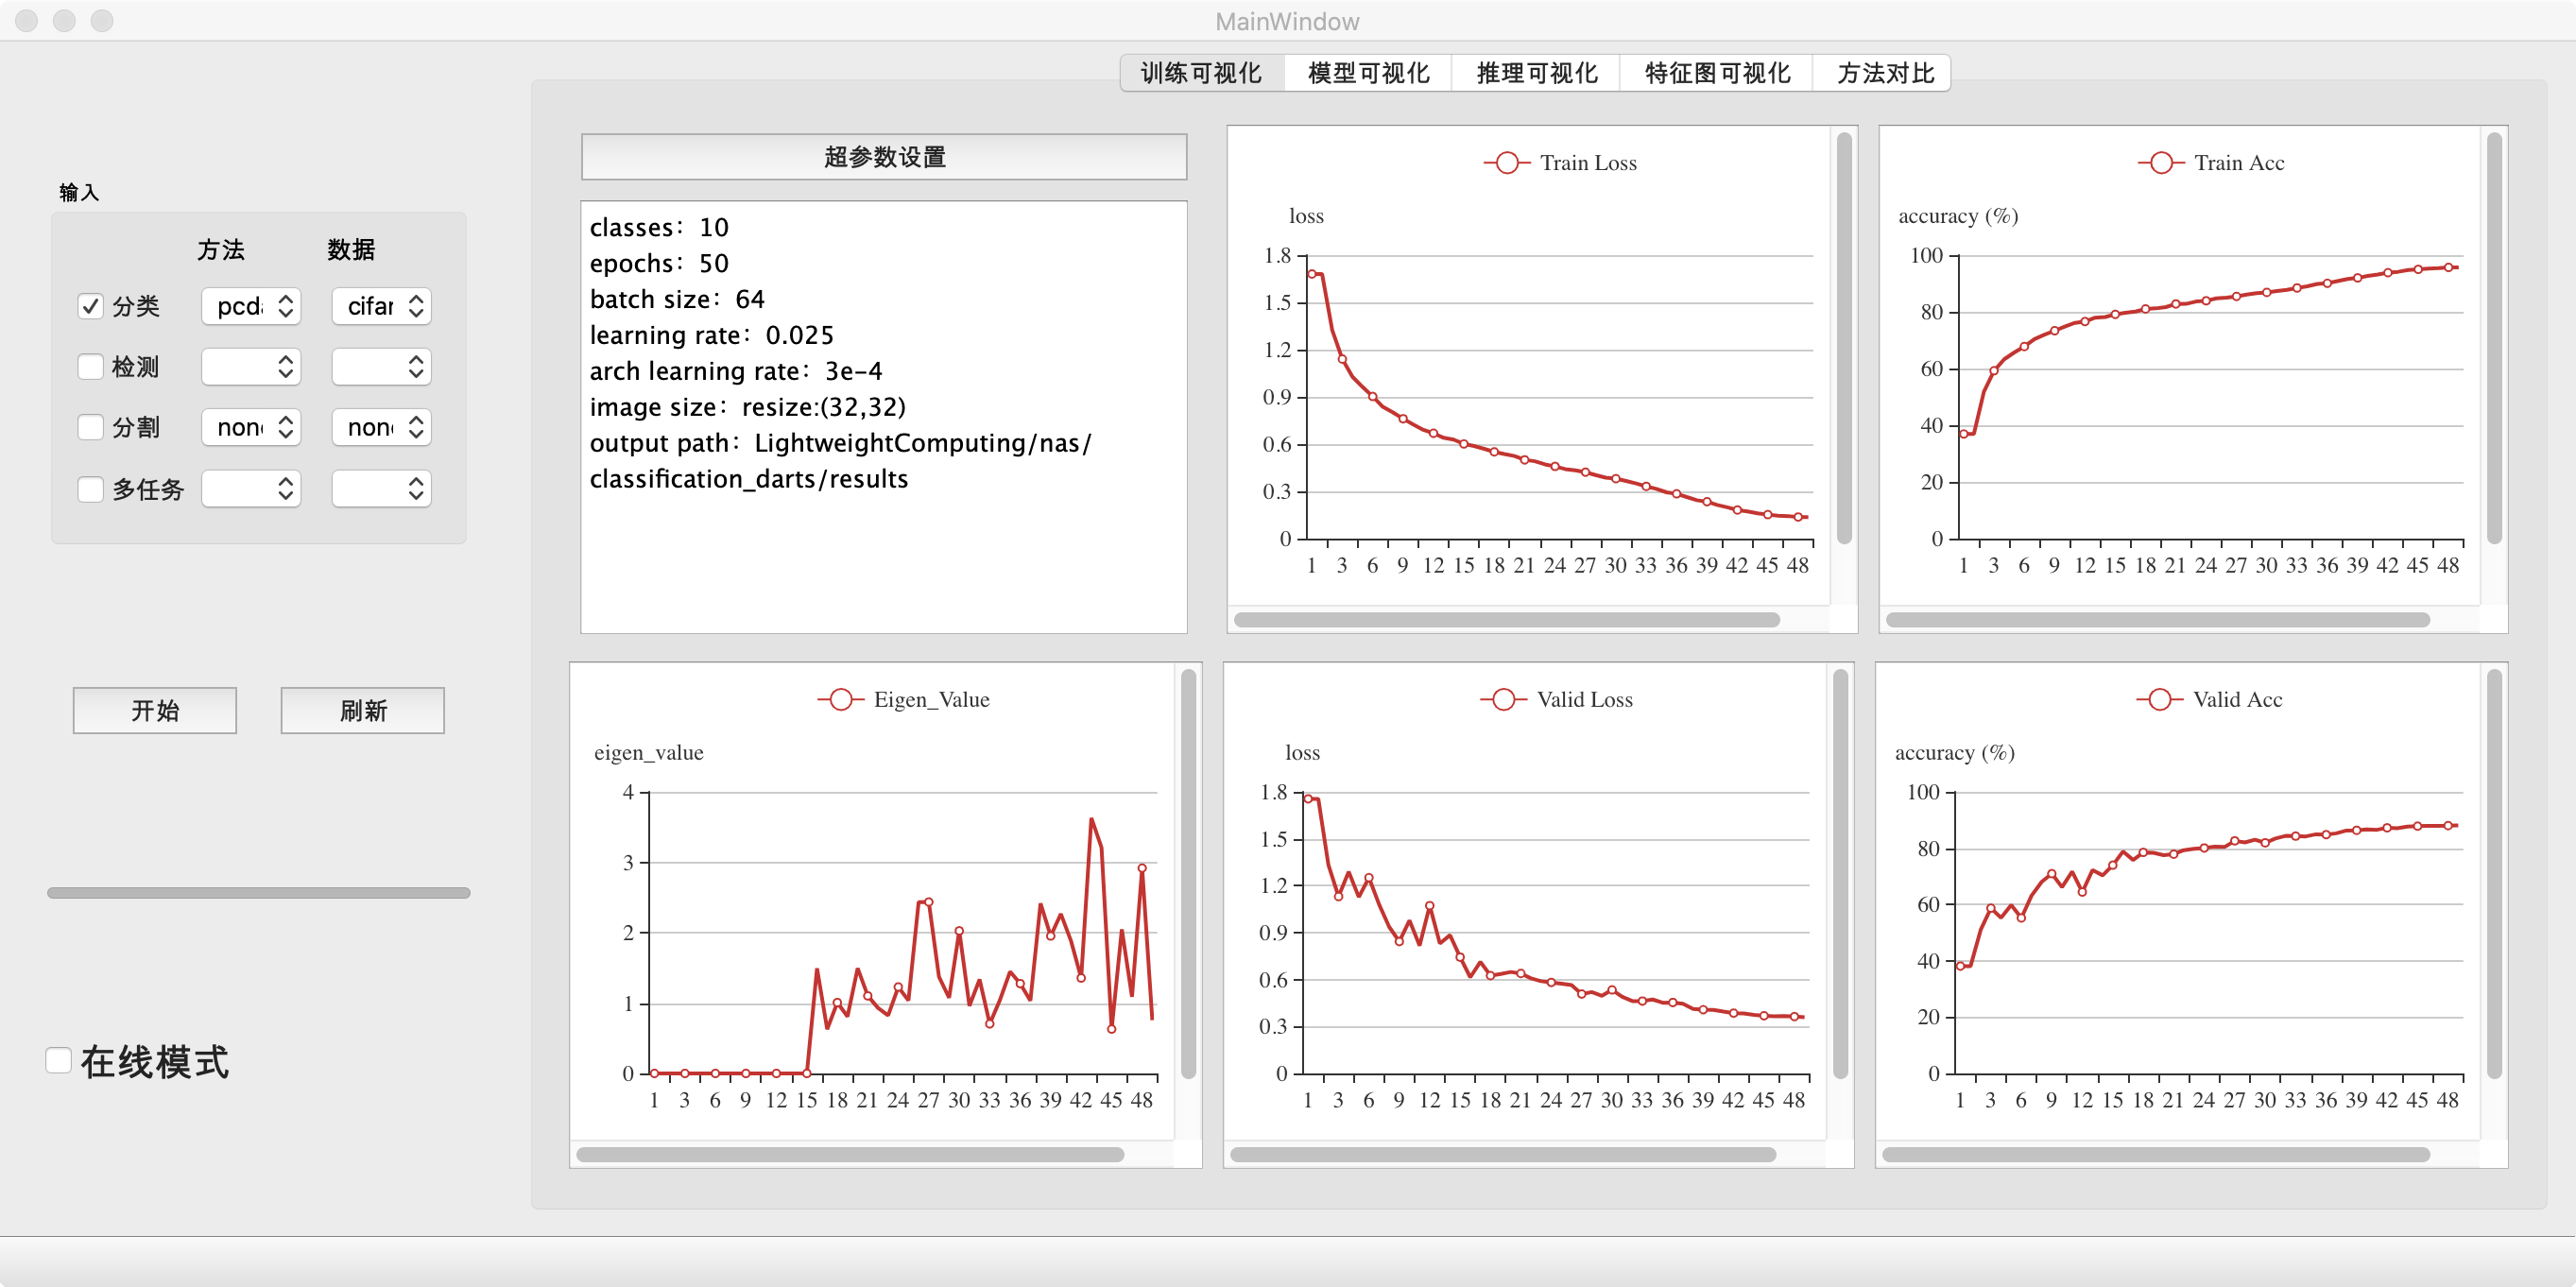 MainWindow
训练可视化 模型可视化 推理可视化 特征图可视化 方法对比
输入
方法 数据
分类 cifar
检测
分割
多任务
开始 刷新
在线模式
超参数设置
classes：10
epochs：50
batch size：64
learning rate：0.025
arch learning rate：3e-4
image size：resize:(32,32)
output path：LightweightComputing/nas/
classification_darts/results
Train Loss
loss
1.8
1.5
1.2
0.9
0.6
0.3
0
1 3 6 9 12 15 18 21 24 27 30 33 36 39 42 45 48
Train Acc
accuracy (%)
100
80
60
40
20
0
1 3 6 9 12 15 18 21 24 27 30 33 36 39 42 45 48
Eigen_Value
eigen_value
4
3
2
1
0
1 3 6 9 12 15 18 21 24 27 30 33 36 39 42 45 48
Valid Loss
loss
1.8
1.5
1.2
0.9
0.6
0.3
0
1 3 6 9 12 15 18 21 24 27 30 33 36 39 42 45 48
Valid Acc
accuracy (%)
100
80
60
40
20
0
1 3 6 9 12 15 18 21 24 27 30 33 36 39 42 45 48